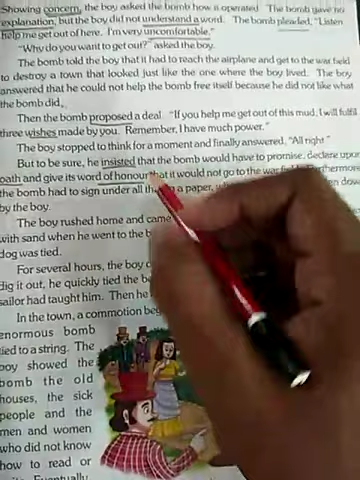 Showing concern, the boy asked the bomb how it operated. The bomb gave no
explanation, but the boy did not understand a word. The bomb pleaded, "Listen
help me get out of here. I'm very uncomfortable."
"Why do you want to get out?" asked the boy.
The bomb told the boy that it had to reach the airplane and get to the war field
to destroy a town that looked just like the one where the boy lived. The boy
answered that he could not help the bomb free itself because he did not like what
the bomb did.
Then the bomb proposed a deal. "If you help me get out of this mud, I will fulfil
three wishes made by you. Remember, I have much power."
The boy stopped to think for a moment and finally answered, "All right."
But to be sure, he insisted that the bomb would have to promise, declare upon
oath and give its word of honour that it would not go to the war
the bomb had to sign under all a paper,
by the boy.
The boy rushed home and came
with sand when he went to the
dog was tied.
For several hours, the boy
dig it out, he quickly tied the
sailor had taught him. Then he
In the town, a commotion
enormous bomb
tied to a string. The
boy showed the
bomb the old
houses, the sick
people and the
men and women
who did not know
how to read or
Eventually